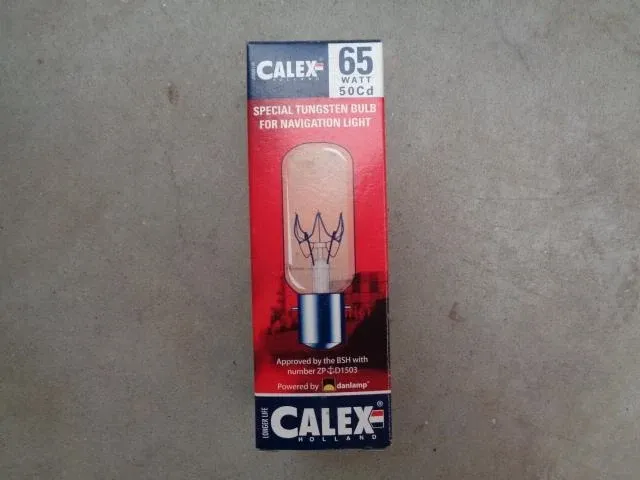 CALEX®
HOLLAND
65
WATT
50Cd
SPECIAL TUNGSTEN BULB
FOR NAVIGATION LIGHT
Approved by the BSH with
number ZP⚓D1503
Powered by danlamp
LONGER LIFE
CALEX®
HOLLAND